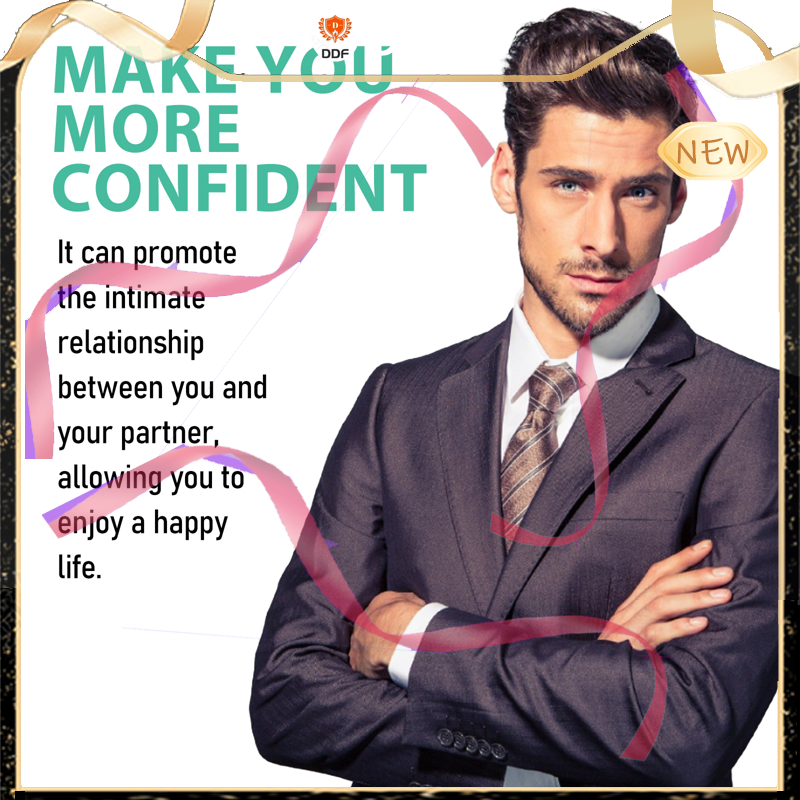 DDF
MAKE YOU
MORE
CONFIDENT
NEW
It can promote
the intimate
relationship
between you and
your partner,
allowing you to
enjoy a happy
life.